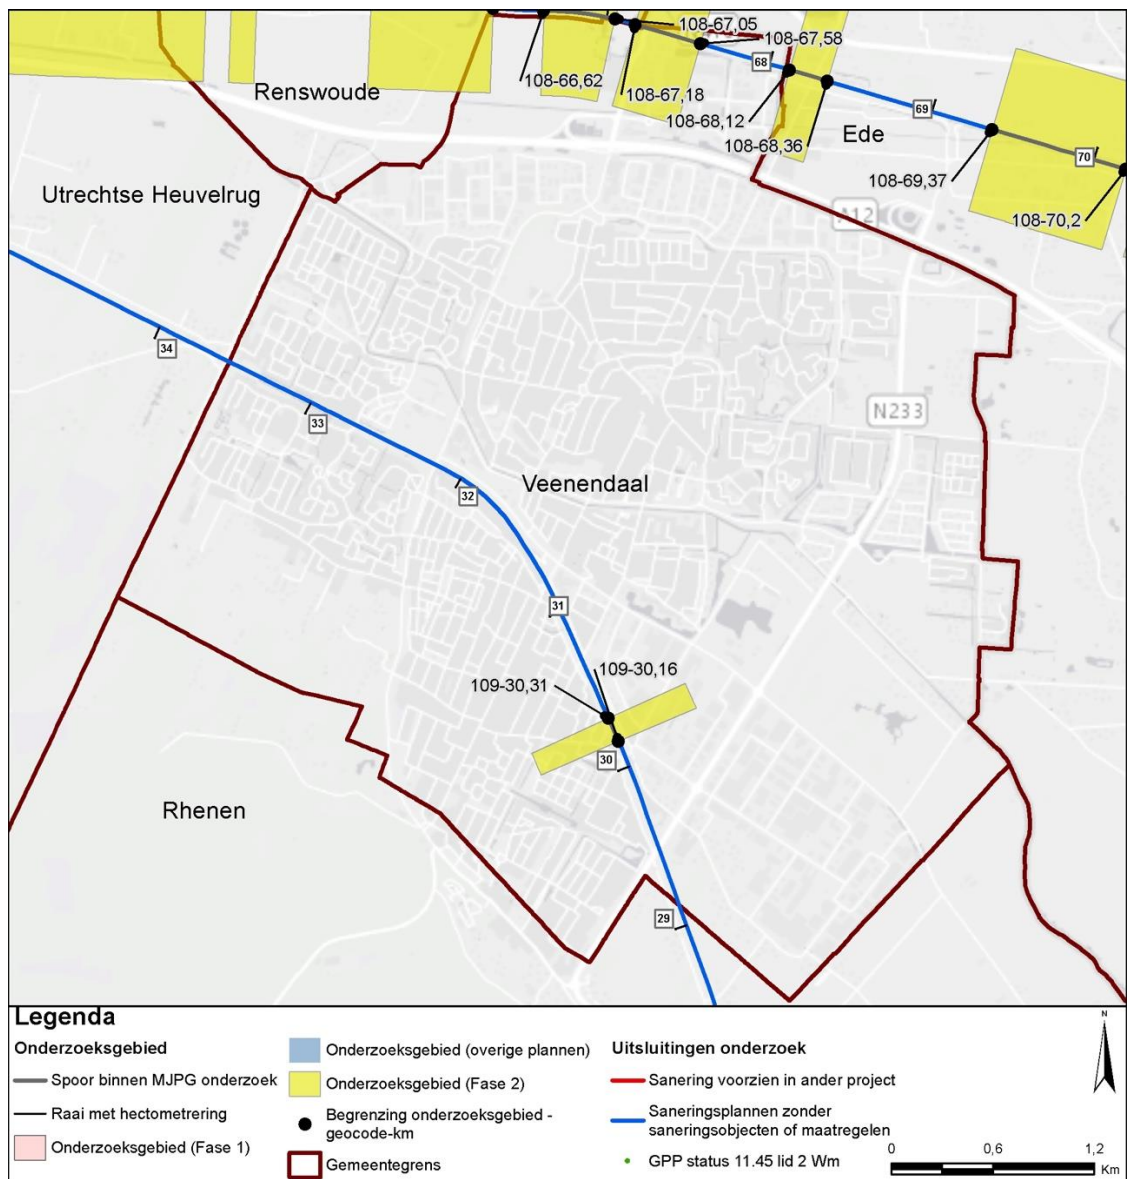 108-67,05
108-67,58
68
108-66,62
108-67,18
108-68,12
108-68,36
69
Ede
70
108-69,37
108-70,2
Renswoude
Utrechtse Heuvelrug
A12
34
33
N233
32
Veenendaal
31
109-30,16
109-30,31
30
Rhenen
29
Legenda
Onderzoeksgebied
Spoor binnen MJPG onderzoek
Raai met hectometrering
Onderzoeksgebied (Fase 1)
Onderzoeksgebied (overige plannen)
Onderzoeksgebied (Fase 2)
Begrenzing onderzoeksgebied -
geocode-km
Gemeentegrens
Uitsluitingen onderzoek
Sanering voorzien in ander project
Saneringsplannen zonder
saneringsobjecten of maatregelen
GPP status 11.45 lid 2 Wm
N
0 0,6 1,2
Km